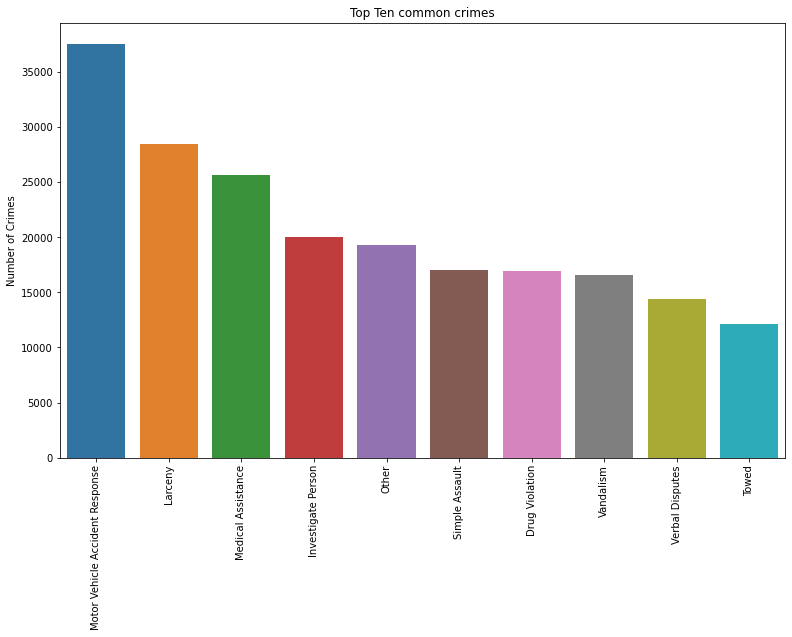 Top Ten common crimes
Number of Crimes
35000
30000
25000
20000
15000
10000
5000
0
Motor Vehicle Accident Response
Larceny
Medical Assistance
Investigate Person
Other
Simple Assault
Drug Violation
Vandalism
Verbal Disputes
Towed